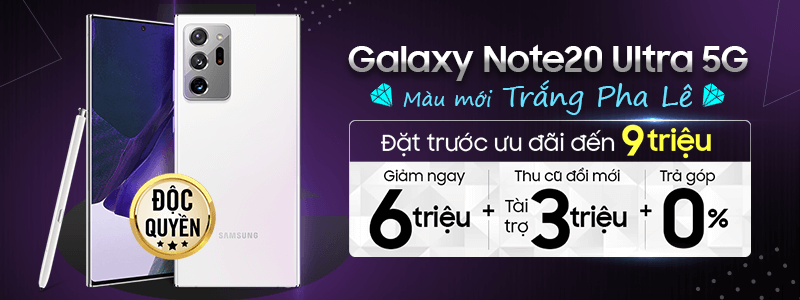 Galaxy Note20 Ultra 5G
Màu mới Trắng Pha Lê
Đặt trước ưu đãi đến 9 triệu
Giảm ngay
6 triệu
+
Thu cũ đổi mới
Tài trợ 3 triệu
+
Trả góp
0%
ĐỘC
QUYỀN
SAMSUNG